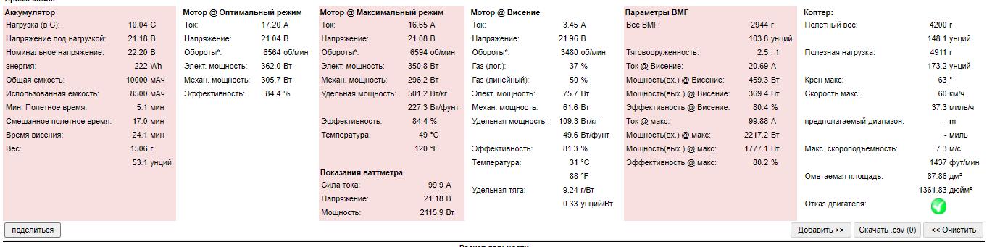 Аккумулятор
Нагрузка (в С): 10.04 C
Напряжение под нагрузкой: 21.18 В
Номинальное напряжение: 22.20 В
энергия: 222 Wh
Общая емкость: 10000 мАч
Использованная емкость: 8500 мАч
Мин. Полетное время: 5.1 мин
Смешанное полетное время: 17.0 мин
Время висения: 24.1 мин
Вес: 1506 г
53.1 унций
Мотор @ Оптимальный режим
Ток: 17.20 А
Напряжение: 21.04 В
Обороты*: 6564 об/мин
Элект. мощность: 362.0 Вт
Механ. мощность: 305.7 Вт
Эффективность: 84.4 %
Мотор @ Максимальный режим
Ток: 16.65 А
Напряжение: 21.08 В
Обороты*: 6594 об/мин
Элект. мощность: 350.8 Вт
Механ. мощность: 296.2 Вт
Удельная мощность: 501.2 Вт/кг
227.3 Вт/фунт
Эффективность: 84.4 %
Температура: 49 °C
120 °F
Показания ваттметра
Сила тока: 99.9 А
Напряжение: 21.18 В
Мощность: 2115.9 Вт
Мотор @ Висение
Ток: 3.45 А
Напряжение: 21.96 В
Обороты*: 3480 об/мин
Газ (лог.): 37 %
Газ (линейный): 50 %
Элект. мощность: 75.7 Вт
Механ. мощность: 61.6 Вт
Удельная мощность: 109.3 Вт/кг
49.6 Вт/фунт
Эффективность: 81.3 %
Температура: 31 °C
88 °F
Удельная тяга: 9.24 г/Вт
0.33 унций/Вт
Параметры ВМГ
Вес ВМГ: 2944 г
103.8 унций
Тяговооруженность: 2.5 : 1
Ток @ Висение: 20.69 А
Мощность(вх.) @ Висение: 459.3 Вт
Мощность(вых.) @ Висение: 369.4 Вт
Эффективность @ Висение: 80.4 %
Ток @ макс: 99.88 А
Мощность(вх.) @ макс: 2217.2 Вт
Мощность(вых.) @ макс: 1777.1 Вт
Эффективность @ макс: 80.2 %
Коптер:
Полетный вес: 4200 г
148.1 унций
Полезная нагрузка: 4911 г
173.2 унций
Крен макс: 63 °
Скорость макс: 60 км/ч
37.3 миль/ч
предполагаемый диапазон: - m
- миль
Макс. скороподъемность: 7.3 м/с
1437 фут/мин
Ометаемая площадь: 87.86 дм²
1361.83 дюйм²
Отказ двигателя:
поделиться
Добавить >> Скачать .csv (0) << Очистить